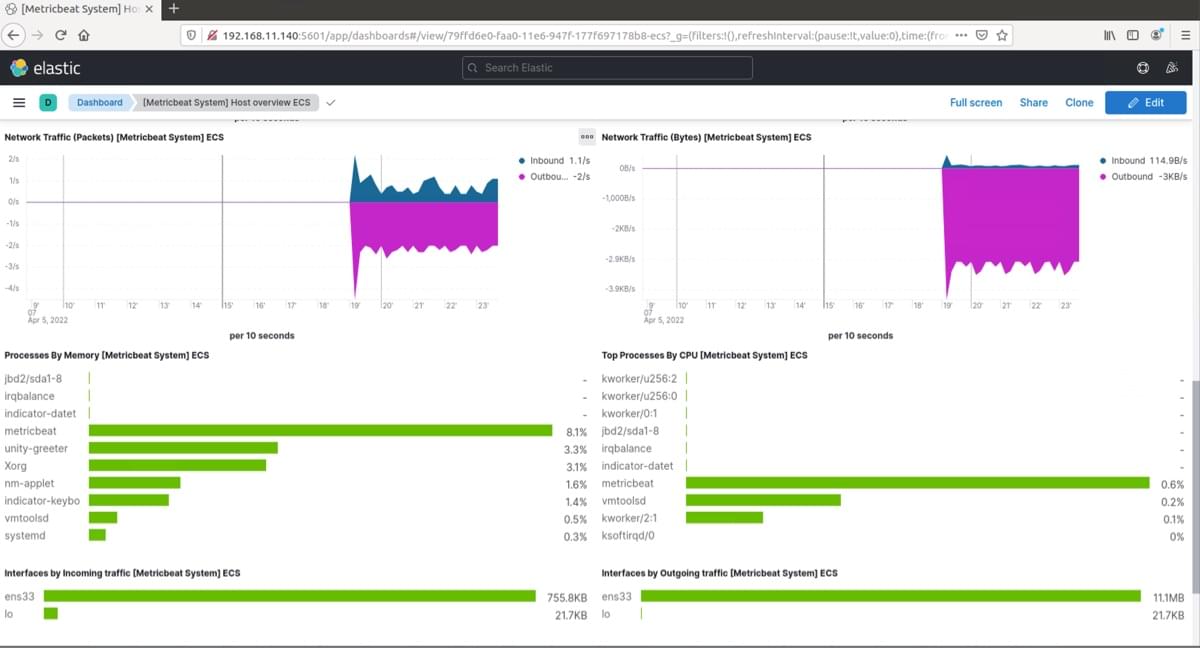 [Metricbeat System] Ho
192.168.11.140:5601/app/dashboards#/view/79ffd6e0-faa0-11e6-947f-177f697178b8-ecs?_g=(filters:!(),refreshInterval:(pause:!t,value:0),time:(fro
elastic
Search Elastic
D Dashboard [Metricbeat System] Host overview ECS Full screen Share Clone Edit
Network Traffic (Packets) [Metricbeat System] ECS
2/s
1/s
0/s
-1/s
-2/s
-3/s
-4/s
Inbound 1.1/s
Outbou... -2/s
9' 10' 11' 12' 13' 14' 15' 16' 17' 18' 19' 20' 21' 22' 23'
07
Apr 5, 2022
per 10 seconds
Network Traffic (Bytes) [Metricbeat System] ECS
0B/s
-1,000B/s
-2KB/s
-2.9KB/s
-3.9KB/s
Inbound 114.9B/s
Outbound -3KB/s
9' 10' 11' 12' 13' 14' 15' 16' 17' 18' 19' 20' 21' 22' 23'
07
Apr 5, 2022
per 10 seconds
Processes By Memory [Metricbeat System] ECS
jbd2/sda1-8 -
irqbalance -
indicator-datet -
metricbeat 8.1%
unity-greeter 3.3%
Xorg 3.1%
nm-applet 1.6%
indicator-keybo 1.4%
vmtoolsd 0.5%
systemd 0.3%
Top Processes By CPU [Metricbeat System] ECS
kworker/u256:2 -
kworker/u256:0 -
kworker/0:1 -
jbd2/sda1-8 -
irqbalance -
indicator-datet -
metricbeat 0.6%
vmtoolsd 0.2%
kworker/2:1 0.1%
ksoftirqd/0 0%
Interfaces by Incoming traffic [Metricbeat System] ECS
ens33 755.8KB
lo 21.7KB
Interfaces by Outgoing traffic [Metricbeat System] ECS
ens33 11.1MB
lo 21.7KB